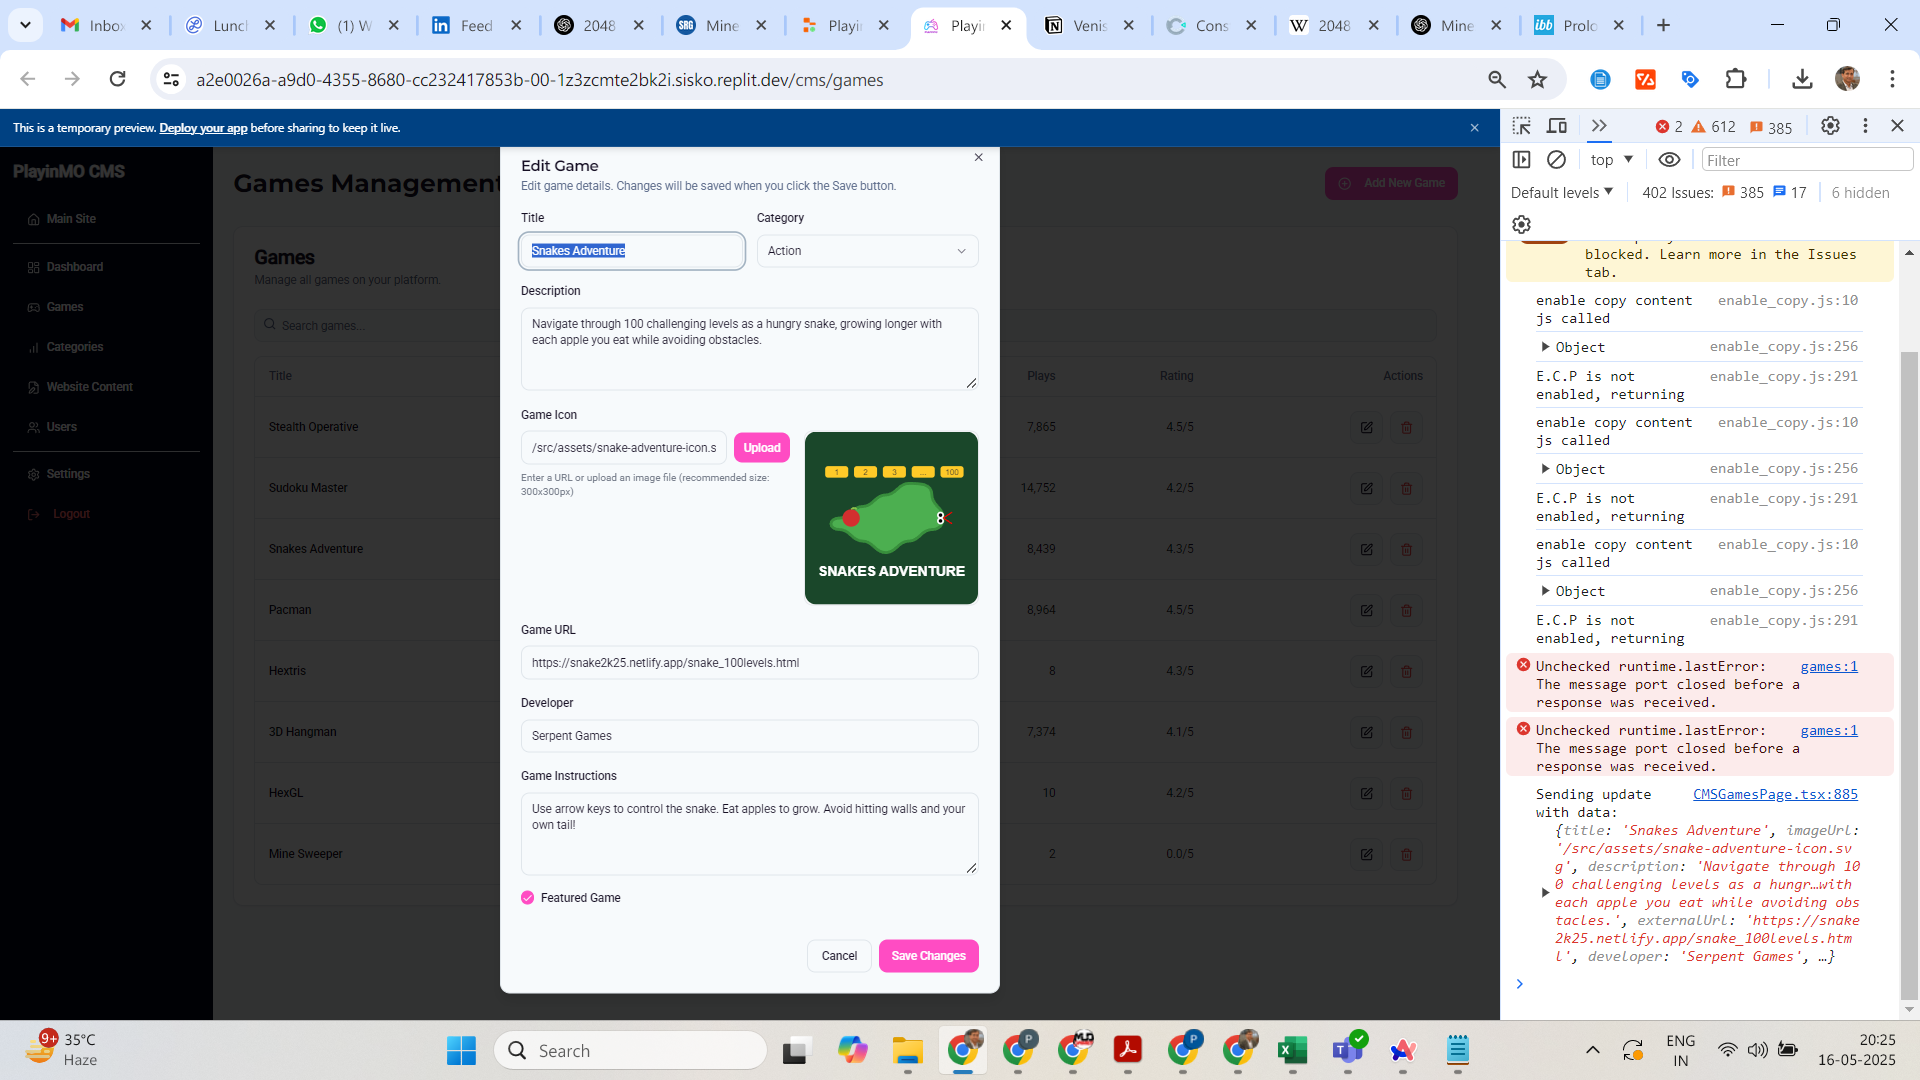 Inbo
Lunch
(1) W
Feed
2048
SRG
Mine
Playin
Playin
Venis
Cons
W
2048
Mine
ibb
Prolo
a2e0026a-a9d0-4355-8680-cc232417853b-00-1z3zcmte2bk2i.sisko.replit.dev/cms/games
This is a temporary preview. Deploy your app before sharing to keep it live.
PlayinMO CMS
Main Site
Dashboard
Games
Categories
Website Content
Users
Settings
Logout
Games Management
Add New Game
Games
Manage all games on your platform.
Search games...
Title
Plays
Rating
Actions
Stealth Operative
7,865
4.5/5
Sudoku Master
14,752
4.2/5
Snakes Adventure
8,439
4.3/5
Pacman
8,964
4.5/5
Hextris
8
4.3/5
3D Hangman
7,374
4.1/5
HexGL
10
4.2/5
Mine Sweeper
2
0.0/5
Edit Game
Edit game details. Changes will be saved when you click the Save button.
Title
Category
Snakes Adventure
Action
Description
Navigate through 100 challenging levels as a hungry snake, growing longer with
each apple you eat while avoiding obstacles.
Game Icon
/src/assets/snake-adventure-icon.s
Upload
Enter a URL or upload an image file (recommended size:
300x300px)
1 2 3 ... 100
8<
SNAKES ADVENTURE
Game URL
https://snake2k25.netlify.app/snake_100levels.html
Developer
Serpent Games
Game Instructions
Use arrow keys to control the snake. Eat apples to grow. Avoid hitting walls and your
own tail!
Featured Game
Cancel
Save Changes
2 612 385
top
Filter
Default levels
402 Issues: 385 17
6 hidden
blocked. Learn more in the Issues
tab.
enable copy content enable_copy.js:10
js called
Object enable_copy.js:256
E.C.P is not enable_copy.js:291
enabled, returning
enable copy content enable_copy.js:10
js called
Object enable_copy.js:256
E.C.P is not enable_copy.js:291
enabled, returning
enable copy content enable_copy.js:10
js called
Object enable_copy.js:256
E.C.P is not enable_copy.js:291
enabled, returning
Unchecked runtime.lastError: games:1
The message port closed before a
response was received.
Unchecked runtime.lastError: games:1
The message port closed before a
response was received.
Sending update CMSGamesPage.tsx:885
with data:
{title: 'Snakes Adventure', imageUrl:
'/src/assets/snake-adventure-icon.sv
g', description: 'Navigate through 10
0 challenging levels as a hungr…with
each apple you eat while avoiding obs
tacles.', externalUrl: 'https://snake
2k25.netlify.app/snake_100levels.htm
l', developer: 'Serpent Games', …}
9+
35°C
Haze
Search
P
P
ENG
IN
20:25
16-05-2025